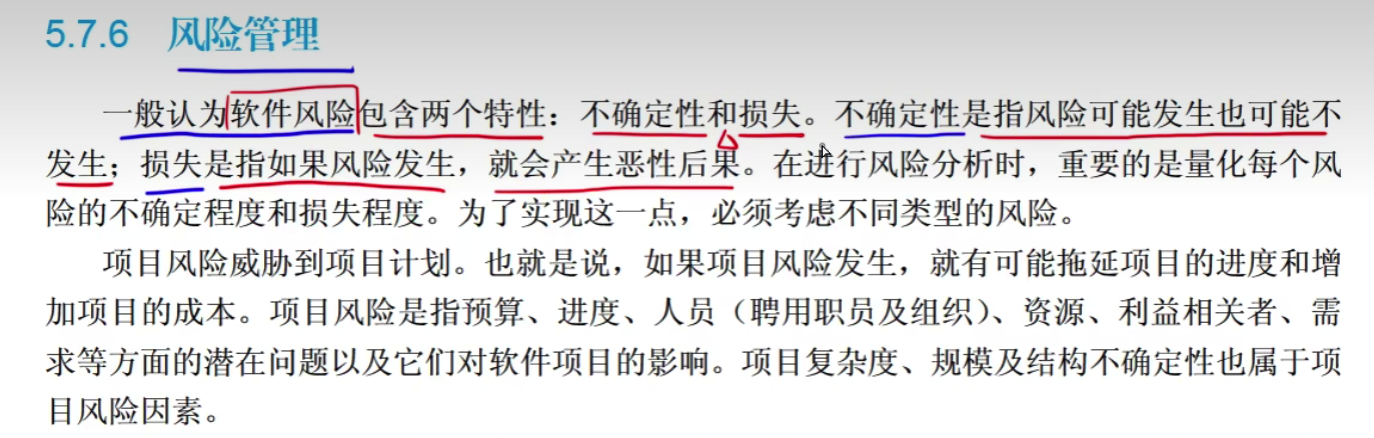 5.7.6 风险管理
一般认为软件风险包含两个特性：不确定性和损失。不确定性是指风险可能发生也可能不
发生；损失是指如果风险发生，就会产生恶性后果。在进行风险分析时，重要的是量化每个风
险的不确定程度和损失程度。为了实现这一点，必须考虑不同类型的风险。
项目风险威胁到项目计划。也就是说，如果项目风险发生，就有可能拖延项目的进度和增
加项目的成本。项目风险是指预算、进度、人员（聘用职员及组织）、资源、利益相关者、需
求等方面的潜在问题以及它们对软件项目的影响。项目复杂度、规模及结构不确定性也属于项
目风险因素。